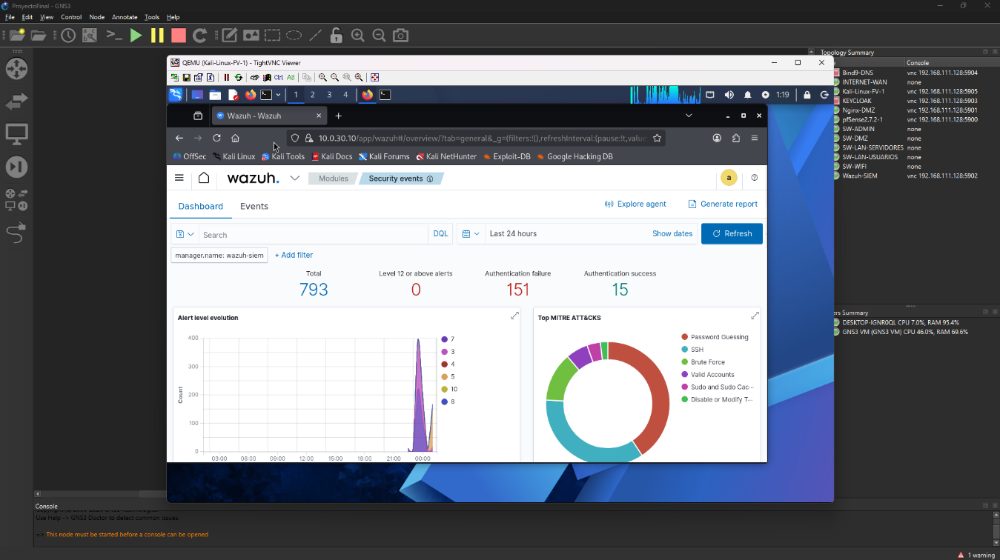 ProyectoFinal - GNS3
File Edit View Control Node Annotate Tools Help
QEMU (Kali-Linux-FV-1) - TightVNC Viewer
Ctrl Alt
1 2 3 4
1:19
Wazuh - Wazuh
10.0.30.10/app/wazuh#/overview/?tab=general&_g=(filters:!(),refreshInterval:(pause:!t,value
OffSec Kali Linux Kali Tools Kali Docs Kali Forums Kali NetHunter Exploit-DB Google Hacking DB
wazuh. Modules Security events a
Dashboard Events Explore agent Generate report
Search DQL Last 24 hours Show dates Refresh
manager.name: wazuh-siem + Add filter
Total Level 12 or above alerts Authentication failure Authentication success
793 0 151 15
Alert level evolution
400
300
200
100
0
Count
03:00 06:00 09:00 12:00 15:00 18:00 21:00 00:00
7
3
4
5
10
8
Top MITRE ATT&CKS
Password Guessing
SSH
Brute Force
Valid Accounts
Sudo and Sudo Cac...
Disable or Modify T...
Topology Summary
Console
Bind9-DNS vnc 192.168.111.128:5904
INTERNET-WAN none
Kali-Linux-FV-1 vnc 192.168.111.128:5905
KEYCLOAK vnc 192.168.111.128:5903
Nginx-DMZ vnc 192.168.111.128:5901
pfSense2.7.2-1 vnc 192.168.111.128:5900
SW-ADMIN none
SW-DMZ none
SW-LAN-SERVIDORES none
SW-LAN-USUARIOS none
SW-WIFI none
Wazuh-SIEM vnc 192.168.111.128:5902
ers Summary
DESKTOP-IGNR0QL CPU 7.0%, RAM 95.4%
GNS3 VM (GNS3 VM) CPU 46.0%, RAM 69.6%
Console
Use Help -> GNS3 Doctor to detect common issues.
=> This node must be started before a console can be opened
1 warning